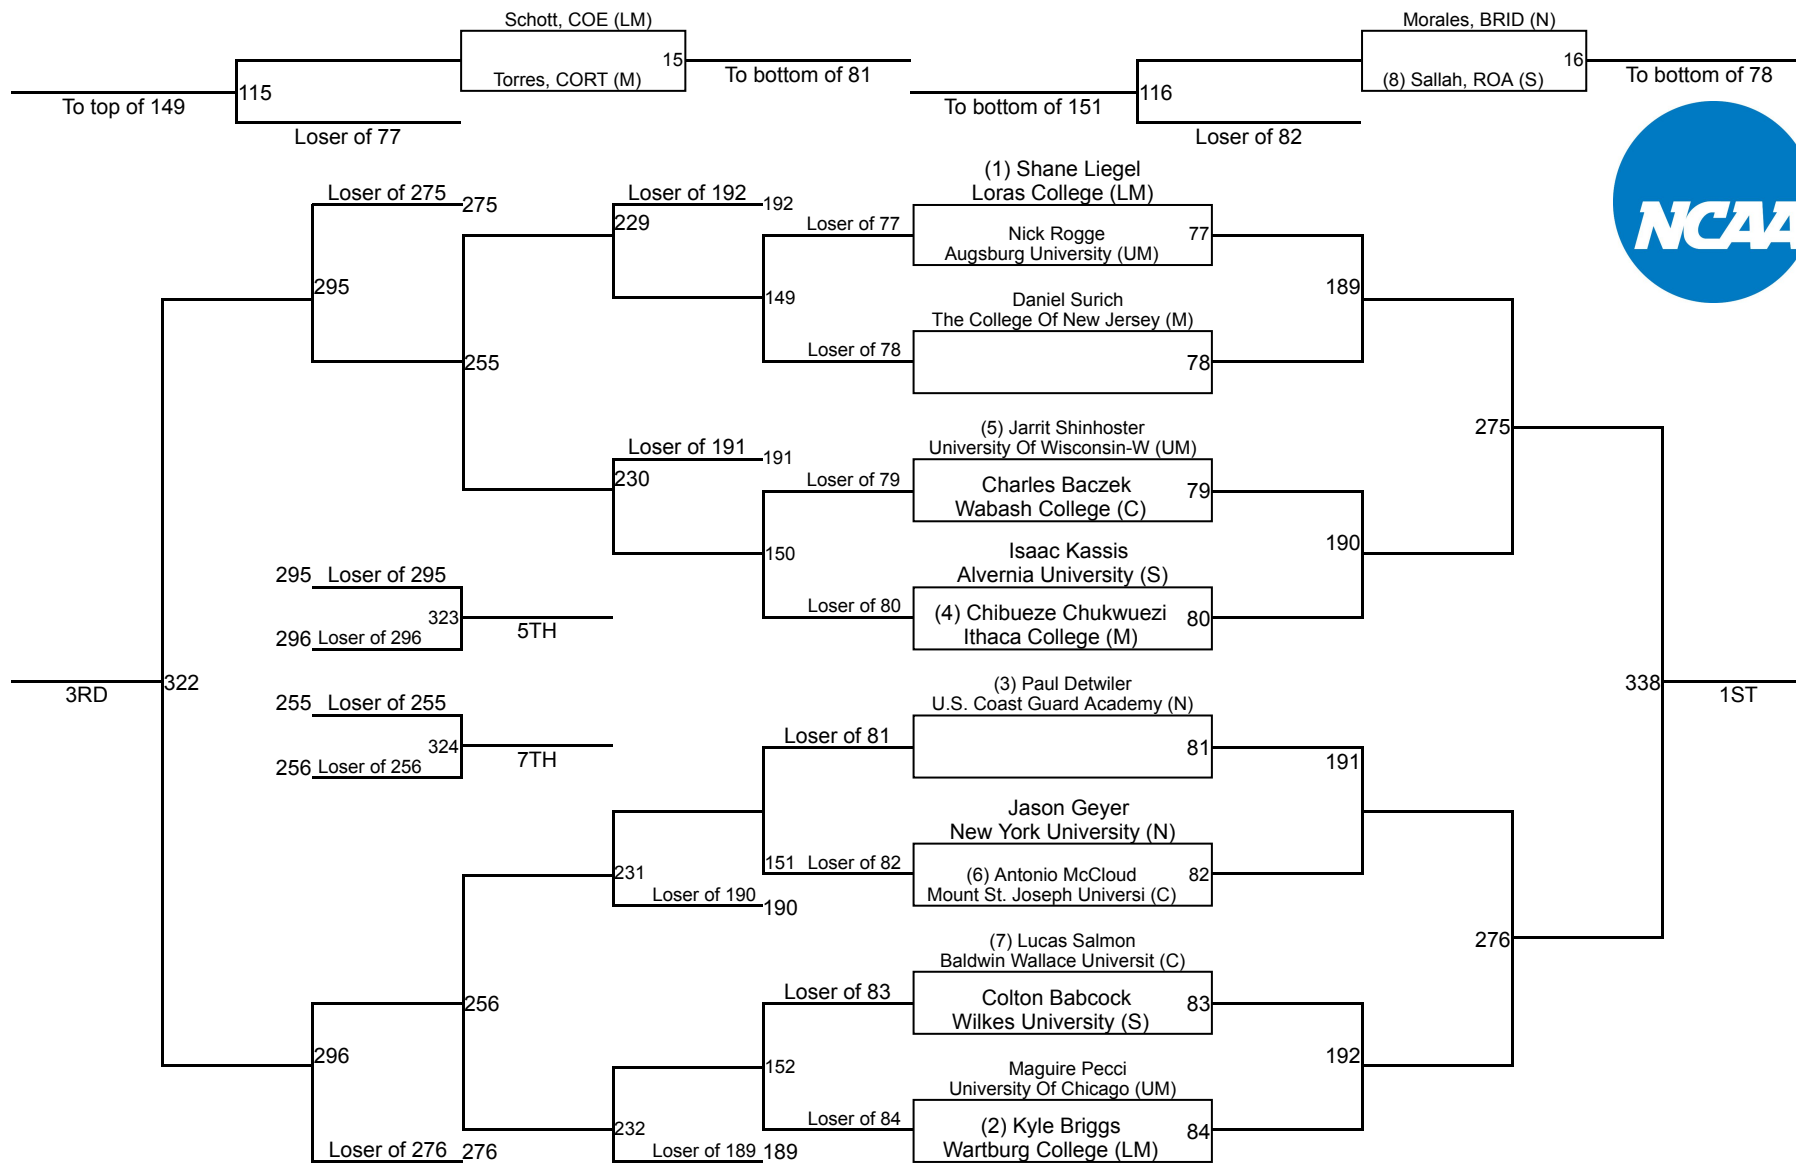 Schott, COE (LM)
15
Torres, CORT (M)
To bottom of 81
115
To top of 149
Loser of 77
Morales, BRID (N)
16
(8) Sallah, ROA (S)
To bottom of 78
116
To bottom of 151
Loser of 82
NCAA
(1) Shane Liegel
Loras College (LM)
Loser of 275
275
Loser of 192
192
229
Loser of 77
Nick Rogge
77
Augsburg University (UM)
295
149
Daniel Surich
The College Of New Jersey (M)
189
Loser of 78
78
255
(5) Jarrit Shinhoster
University Of Wisconsin-W (UM)
275
Loser of 191
191
230
Loser of 79
Charles Baczek
79
Wabash College (C)
150
Isaac Kassis
Alvernia University (S)
190
295
Loser of 295
Loser of 80
(4) Chibueze Chukwuezi
80
Ithaca College (M)
323
5TH
296
Loser of 296
3RD
322
338
1ST
(3) Paul Detwiler
U.S. Coast Guard Academy (N)
255
Loser of 255
Loser of 81
81
324
7TH
256
Loser of 256
191
Jason Geyer
New York University (N)
151
Loser of 82
(6) Antonio McCloud
82
Mount St. Joseph Universi (C)
231
Loser of 190
190
(7) Lucas Salmon
Baldwin Wallace Universit (C)
276
Loser of 83
Colton Babcock
83
Wilkes University (S)
256
296
152
Maguire Pecci
University Of Chicago (UM)
192
Loser of 84
(2) Kyle Briggs
84
Wartburg College (LM)
232
Loser of 189
189
Loser of 276
276